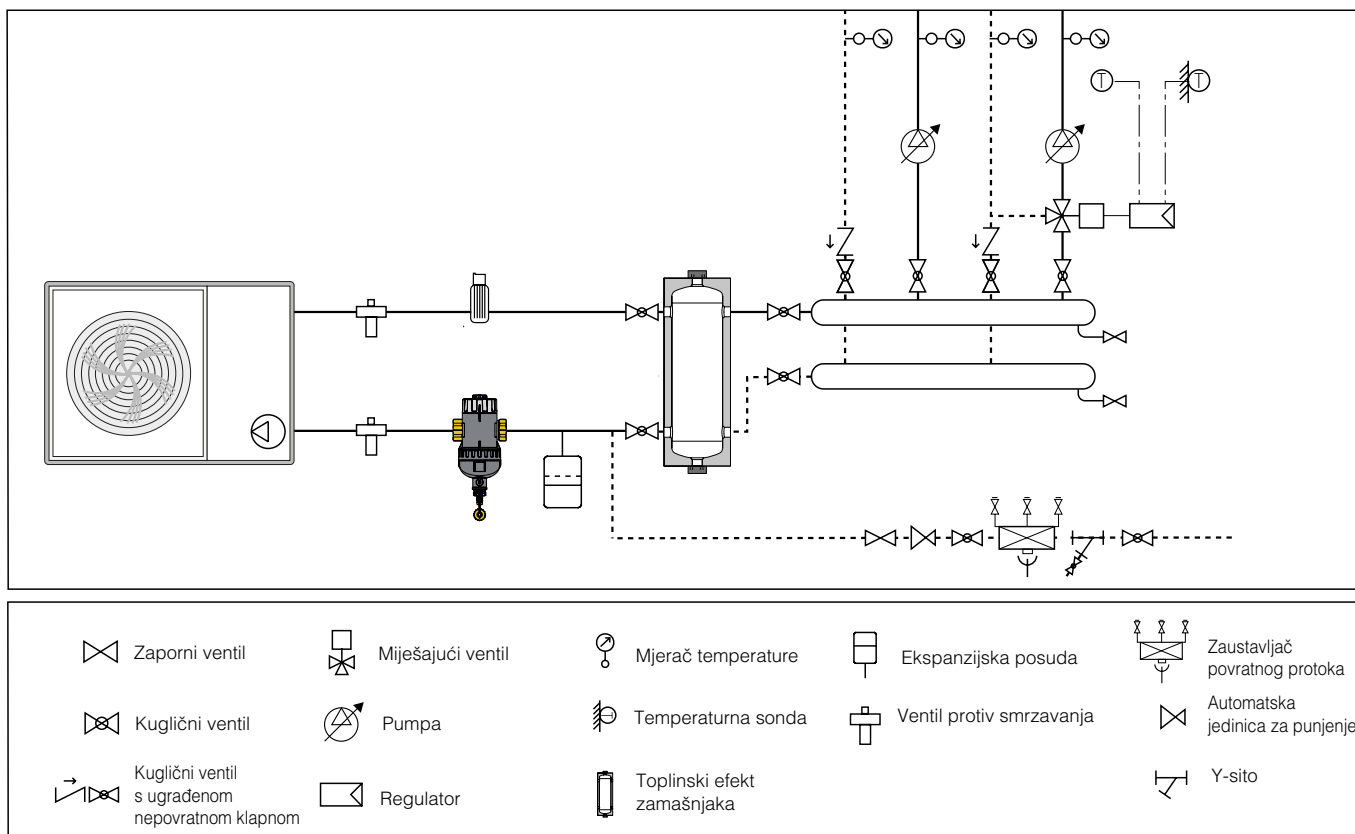 T
T
Zaporni ventil
Miješajući ventil
Mjerač temperature
Ekspanzijska posuda
Zaustavljač
povratnog protoka
Kuglični ventil
Pumpa
Temperaturna sonda
Ventil protiv smrzavanja
Automatska
jedinica za punjenje
Kuglični ventil
s ugrađenom
nepovratnom klapnom
Regulator
Toplinski efekt
zamašnjaka
Y-sito